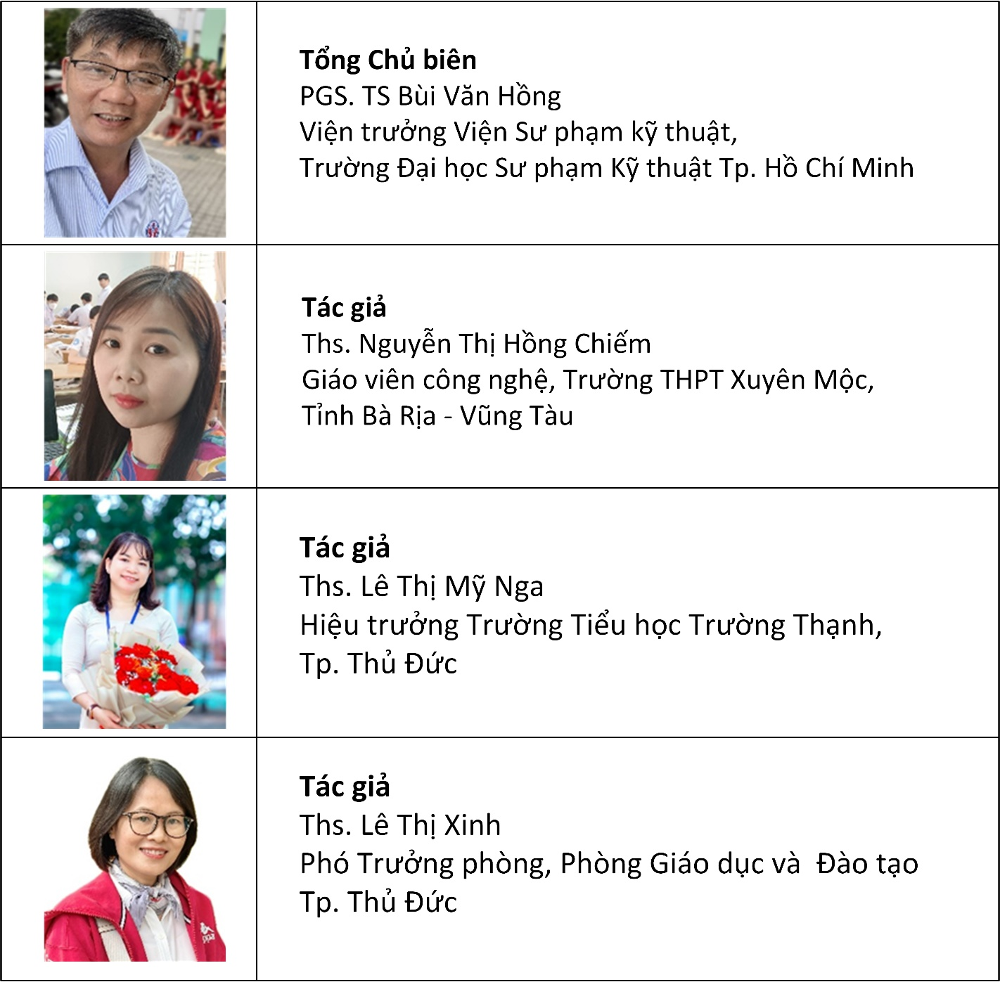 Tổng Chủ biên
PGS. TS Bùi Văn Hồng
Viện trưởng Viện Sư phạm kỹ thuật,
Trường Đại học Sư phạm Kỹ thuật Tp. Hồ Chí Minh
Tác giả
Ths. Nguyễn Thị Hồng Chiếm
Giáo viên công nghệ, Trường THPT Xuyên Mộc,
Tỉnh Bà Rịa - Vũng Tàu
Tác giả
Ths. Lê Thị Mỹ Nga
Hiệu trưởng Trường Tiểu học Trường Thạnh,
Tp. Thủ Đức
Tác giả
Ths. Lê Thị Xinh
Phó Trưởng phòng, Phòng Giáo dục và  Đào tạo
Tp. Thủ Đức